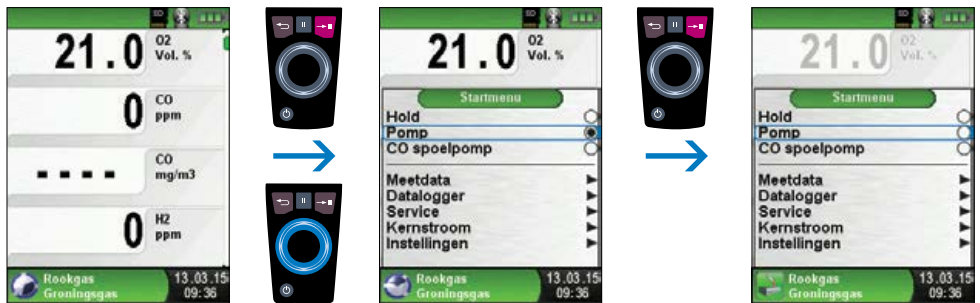 SD
21.0 O2 Vol. %
0 CO ppm
---- CO mg/m3
0 H2 ppm
Rookgas 13.03.15
Groningsgas 09:36
SD
21.0 O2 Vol. %
Startmenu
Hold
Pomp
CO spoelpomp
Meetdata
Datalogger
Service
Kernstroom
Instellingen
Rookgas 13.03.15
Groningsgas 09:36
SD
21.0 O2 Vol. %
Startmenu
Hold
Pomp
CO spoelpomp
Meetdata
Datalogger
Service
Kernstroom
Instellingen
Rookgas 13.03.15
Groningsgas 09:36